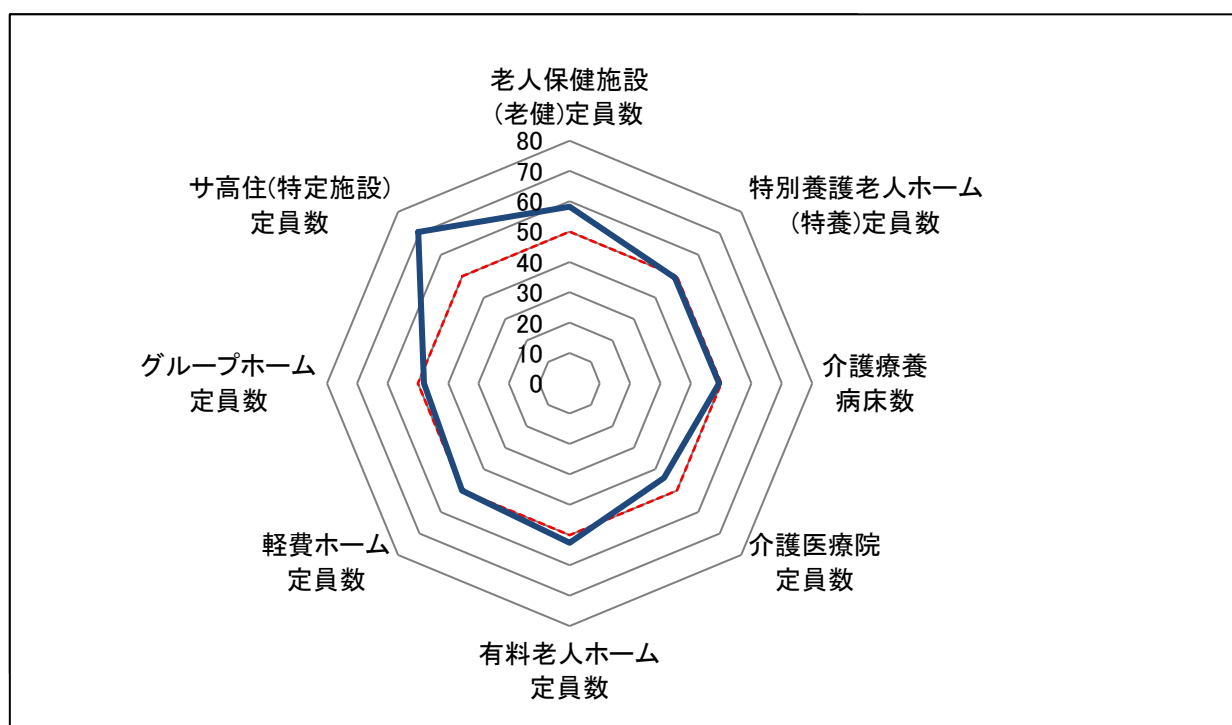 老人保健施設
(老健)定員数
特別養護老人ホーム
(特養)定員数
介護療養
病床数
介護医療院
定員数
有料老人ホーム
定員数
軽費ホーム
定員数
グループホーム
定員数
サ高住(特定施設)
定員数
80
70
60
50
40
30
20
10
0